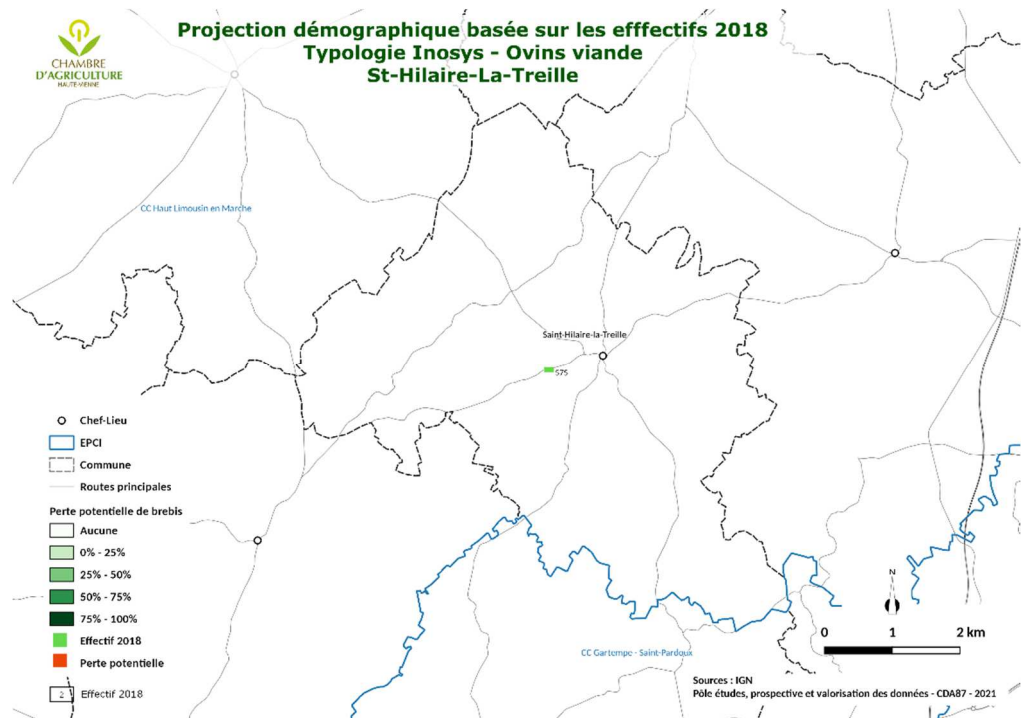 Projection démographique basée sur les efffectifs 2018
Typologie Inosys - Ovins viande
St-Hilaire-La-Treille
CHAMBRE
D'AGRICULTURE
HAUTE-VIENNE
CC Haut Limousin en Marche
Saint-Hilaire-la-Treille
575
Chef-Lieu
EPCI
Commune
Routes principales
Perte potentielle de brebis
Aucune
0% - 25%
25% - 50%
50% - 75%
75% - 100%
Effectif 2018
Perte potentielle
2 Effectif 2018
CC Gartempe - Saint-Pardoux
N
0 1 2 km
Sources : IGN
Pôle études, prospective et valorisation des données - CDA87 - 2021